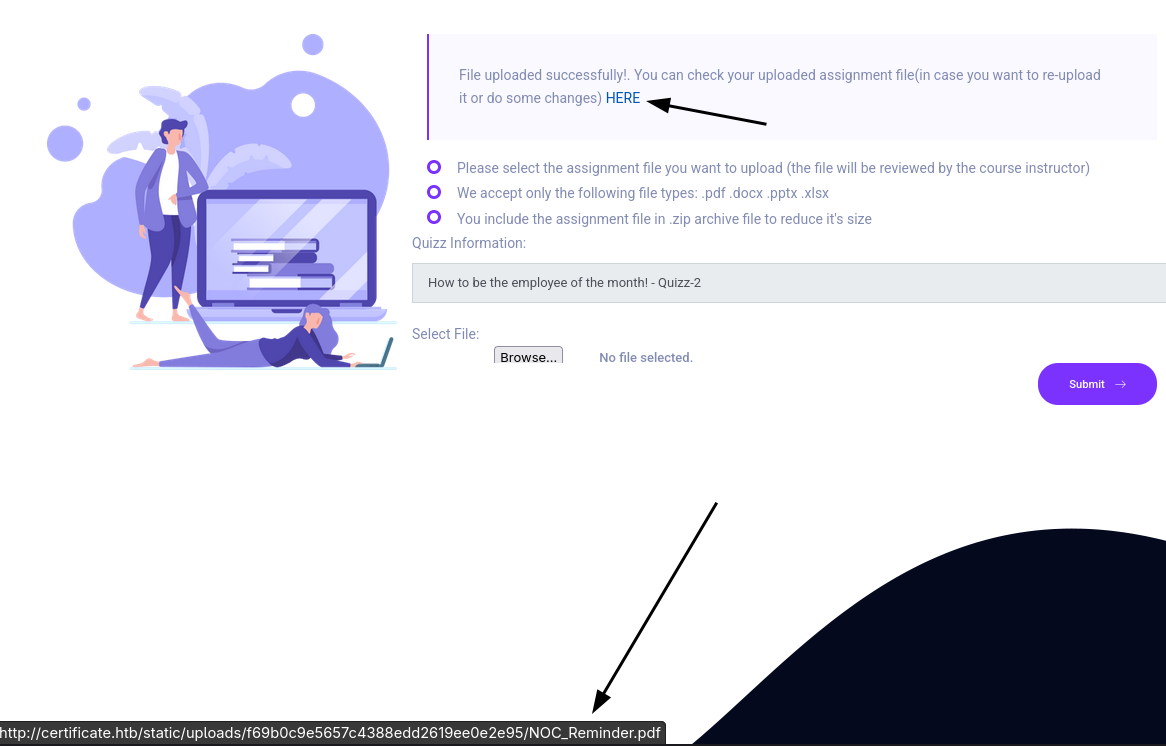 File uploaded successfully!. You can check your uploaded assignment file(in case you want to re-upload
it or do some changes) HERE
Please select the assignment file you want to upload (the file will be reviewed by the course instructor)
We accept only the following file types: .pdf .docx .pptx .xlsx
You include the assignment file in .zip archive file to reduce it's size
Quizz Information:
How to be the employee of the month! - Quizz-2
Select File:
Browse... No file selected.
Submit →
http://certificate.htb/static/uploads/f69b0c9e5657c4388edd2619ee0e2e95/NOC_Reminder.pdf